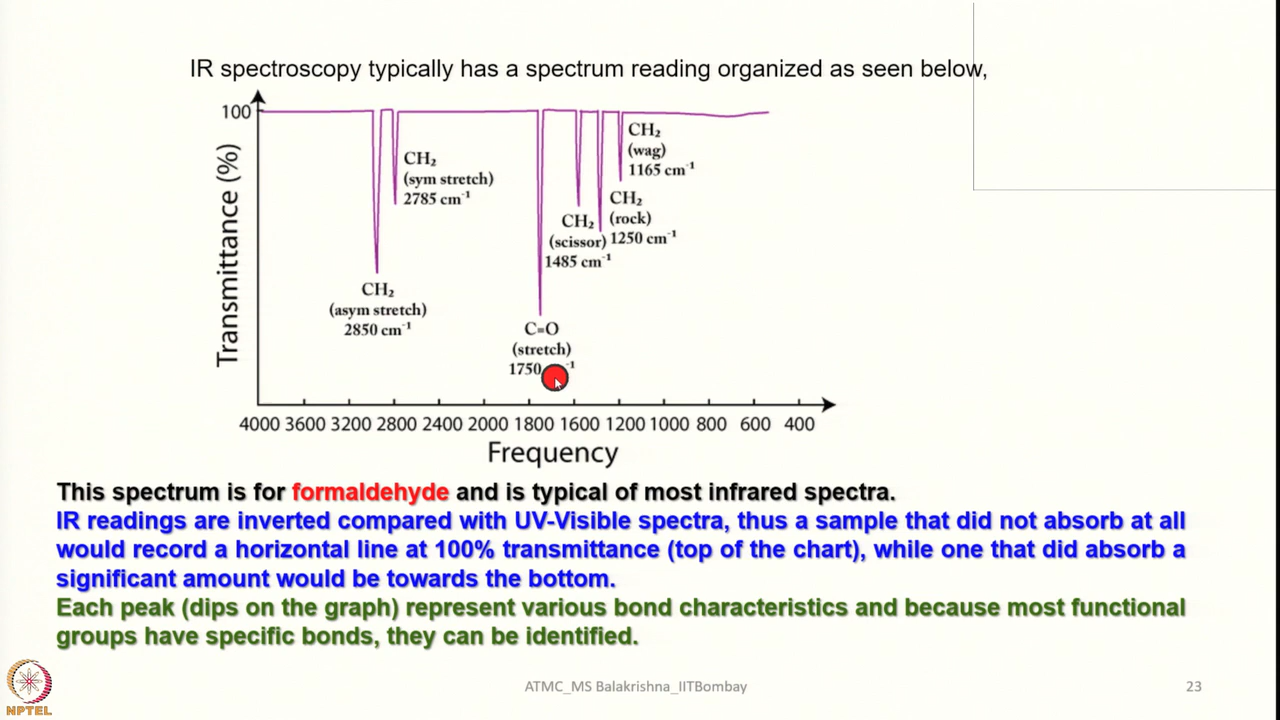 IR spectroscopy typically has a spectrum reading organized as seen below,
100
Transmittance (%)
CH₂
(sym stretch)
2785 cm⁻¹
CH₂
(asym stretch)
2850 cm⁻¹
C=O
(stretch)
1750 ⁻¹
CH₂
(scissor)
1485 cm⁻¹
CH₂
(rock)
1250 cm⁻¹
CH₂
(wag)
1165 cm⁻¹
4000 3600 3200 2800 2400 2000 1800 1600 1200 1000 800 600 400
Frequency
This spectrum is for formaldehyde and is typical of most infrared spectra.
IR readings are inverted compared with UV-Visible spectra, thus a sample that did not absorb at all
would record a horizontal line at 100% transmittance (top of the chart), while one that did absorb a
significant amount would be towards the bottom.
Each peak (dips on the graph) represent various bond characteristics and because most functional
groups have specific bonds, they can be identified.
NPTEL
ATMC_MS Balakrishna_IITBombay
23